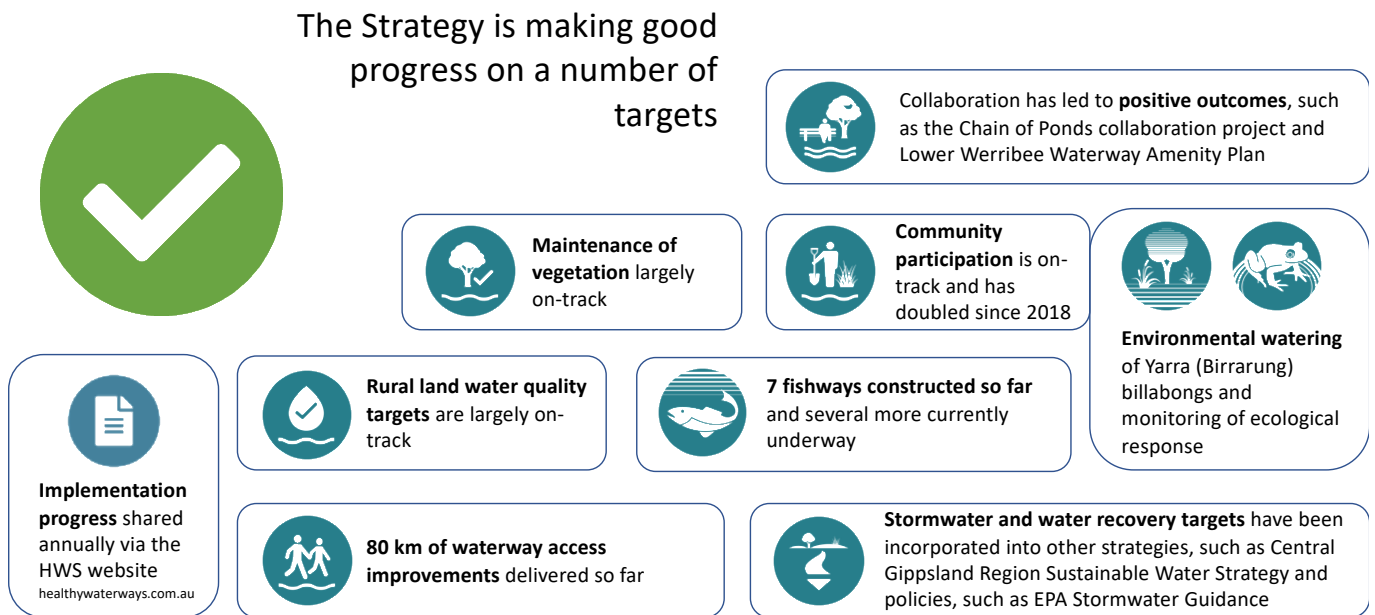 The Strategy is making good
progress on a number of
targets
Collaboration has led to positive outcomes, such
as the Chain of Ponds collaboration project and
Lower Werribee Waterway Amenity Plan
Maintenance of
vegetation largely
on-track
Community
participation is on-
track and has
doubled since 2018
Environmental watering
of Yarra (Birrarung)
billabongs and
monitoring of ecological
response
Implementation
progress shared
annually via the
HWS website
healthywaterways.com.au
Rural land water quality
targets are largely on-
track
7 fishways constructed so far
and several more currently
underway
80 km of waterway access
improvements delivered so far
Stormwater and water recovery targets have been
incorporated into other strategies, such as Central
Gippsland Region Sustainable Water Strategy and
policies, such as EPA Stormwater Guidance